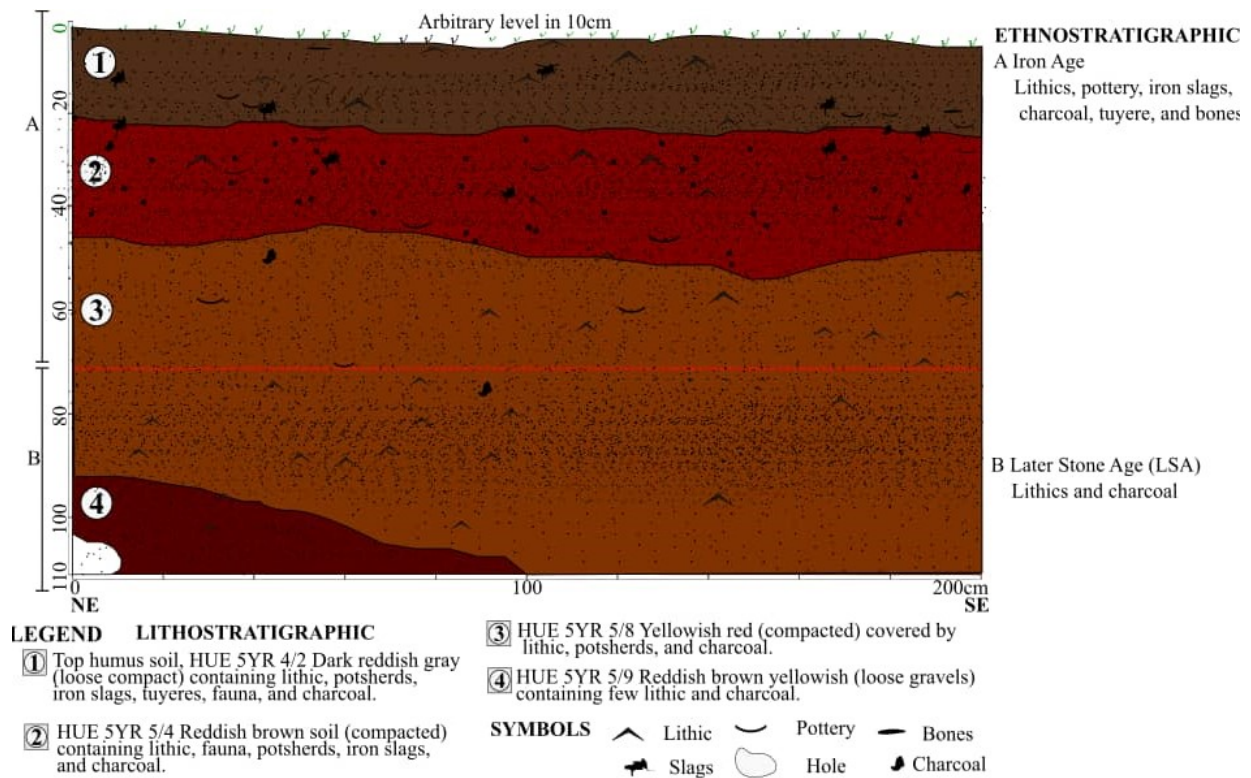 Arbitrary level in 10cm
ETHNOSTRATIGRAPHIC
A Iron Age
Lithics, pottery, iron slags,
charcoal, tuyere, and bones
0
1
20
A
2
40
3
60
80
B
B Later Stone Age (LSA)
Lithics and charcoal
4
100
110
0
100
200cm
NE
SE
LEGEND LITHOSTRATIGRAPHIC
1 Top humus soil, HUE 5YR 4/2 Dark reddish gray
(loose compact) containing lithic, potsherds,
iron slags, tuyeres, fauna, and charcoal.
2 HUE 5YR 5/4 Reddish brown soil (compacted)
containing lithic, fauna, potsherds, iron slags,
and charcoal.
3 HUE 5YR 5/8 Yellowish red (compacted) covered by
lithic, potsherds, and charcoal.
4 HUE 5YR 5/9 Reddish brown yellowish (loose gravels)
containing few lithic and charcoal.
SYMBOLS Lithic Pottery Bones
Slags Hole Charcoal